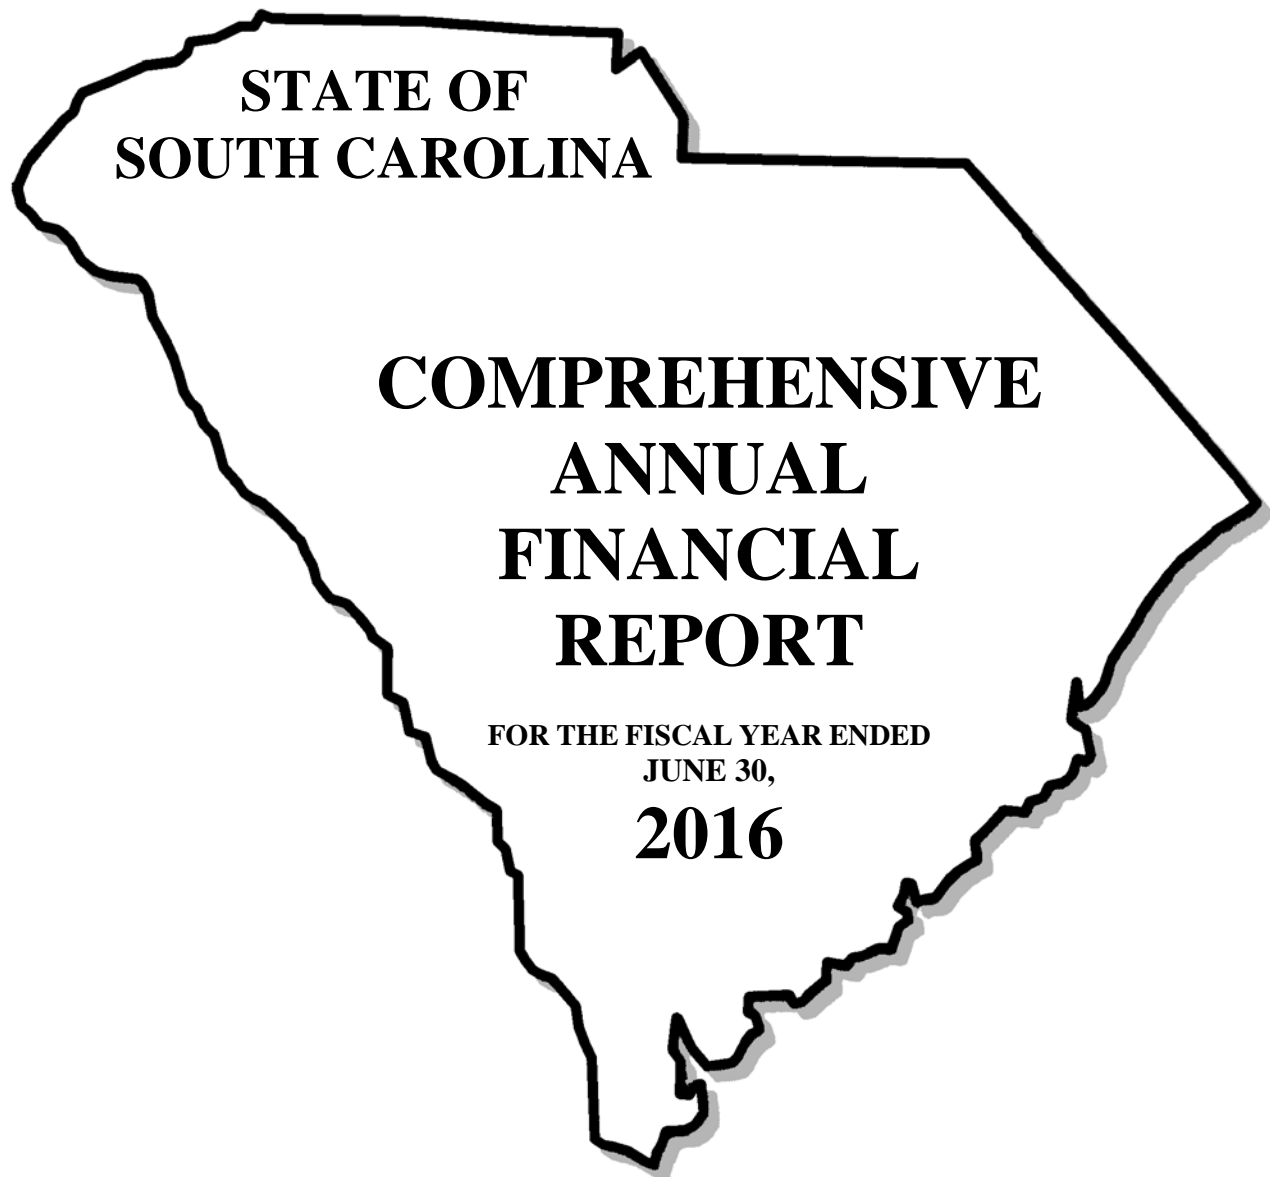 STATE OF
SOUTH CAROLINA
COMPREHENSIVE
ANNUAL
FINANCIAL
REPORT
FOR THE FISCAL YEAR ENDED
JUNE 30,
2016